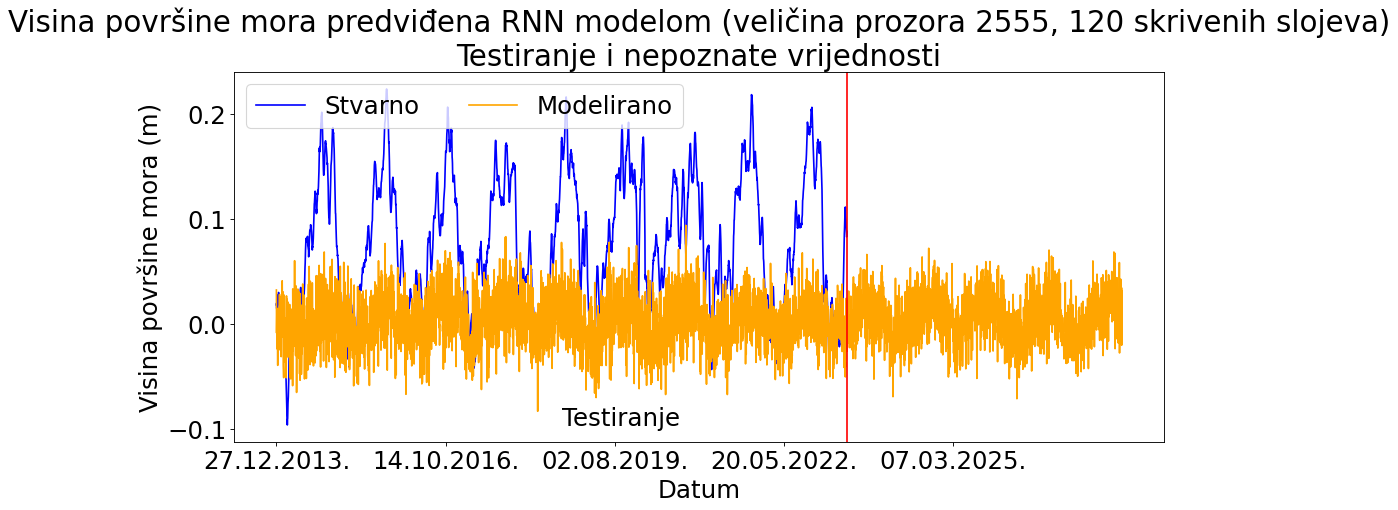 Visina površine mora predviđena RNN modelom (veličina prozora 2555, 120 skrivenih slojeva)
Testiranje i nepoznate vrijednosti
Stvarno Modelirano
Visina površine mora (m)
0.2
0.1
0.0
−0.1
Testiranje
27.12.2013. 14.10.2016. 02.08.2019. 20.05.2022. 07.03.2025.
Datum